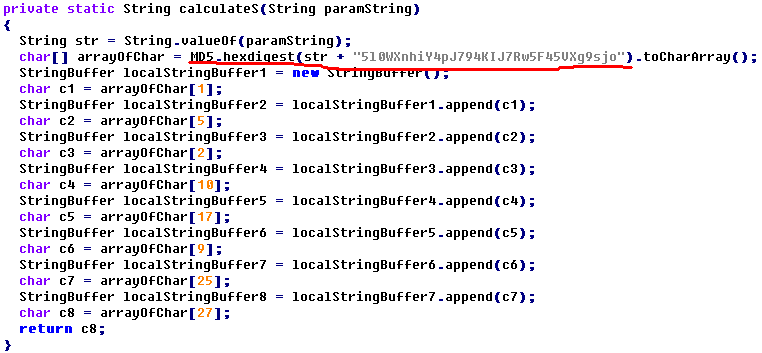 private static String calculateS(String paramString)
{
  String str = String.valueOf(paramString);
  char[] arrayOfChar = MD5.hexdigest(str + "5l0WXnhiY4pJ794KIJ7Rw5F45VXg9sjo").toCharArray();
  StringBuffer localStringBuffer1 = new StringBuffer();
  char c1 = arrayOfChar[1];
  StringBuffer localStringBuffer2 = localStringBuffer1.append(c1);
  char c2 = arrayOfChar[5];
  StringBuffer localStringBuffer3 = localStringBuffer2.append(c2);
  char c3 = arrayOfChar[2];
  StringBuffer localStringBuffer4 = localStringBuffer3.append(c3);
  char c4 = arrayOfChar[10];
  StringBuffer localStringBuffer5 = localStringBuffer4.append(c4);
  char c5 = arrayOfChar[17];
  StringBuffer localStringBuffer6 = localStringBuffer5.append(c5);
  char c6 = arrayOfChar[9];
  StringBuffer localStringBuffer7 = localStringBuffer6.append(c6);
  char c7 = arrayOfChar[25];
  StringBuffer localStringBuffer8 = localStringBuffer7.append(c7);
  char c8 = arrayOfChar[27];
  return c8;
}